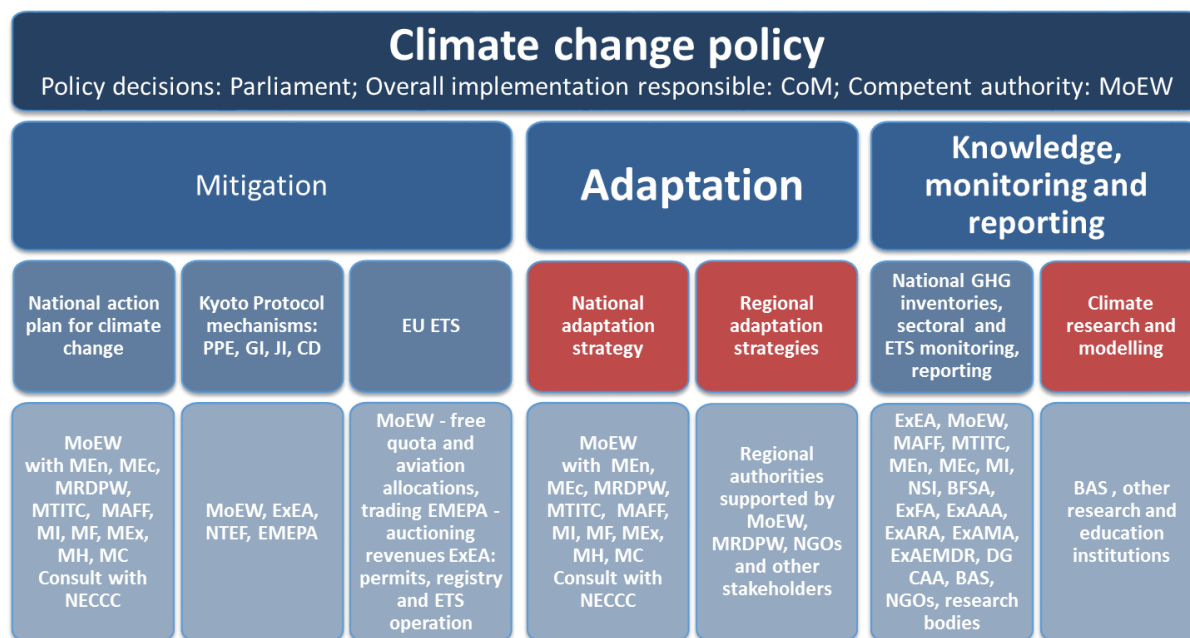 Climate change policy
Policy decisions: Parliament; Overall implementation responsible: CoM; Competent authority: MoEW
Mitigation
Adaptation
Knowledge,
monitoring and
reporting
National action
plan for climate
change
Kyoto Protocol
mechanisms:
PPE, GI, JI, CD
EU ETS
National
adaptation
strategy
Regional
adaptation
strategies
National GHG
inventories,
sectoral and
ETS monitoring,
reporting
Climate
research and
modelling
MoEW
with MEn, MEc,
MRDPW,
MTITC, MAFF,
MI, MF, MEx,
MH, MC
Consult with
NECCC
MoEW, ExEA,
NTEF, EMEPA
MoEW - free
quota and
aviation
allocations,
trading EMEPA -
auctioning
revenues ExEA:
permits, registry
and ETS
operation
MoEW
with MEn,
MEc, MRDPW,
MTITC, MAFF,
MI, MF, MEx,
MH, MC
Consult with
NECCC
Regional
authorities
supported by
MoEW,
MRDPW, NGOs
and other
stakeholders
ExEA, MoEW,
MAFF, MTITC,
MEn, MEc, MI,
NSI, BFSA,
ExFA, ExAAA,
ExARA, ExAMA,
ExAEMDR, DG
CAA, BAS,
NGOs, research
bodies
BAS , other
research and
education
institutions